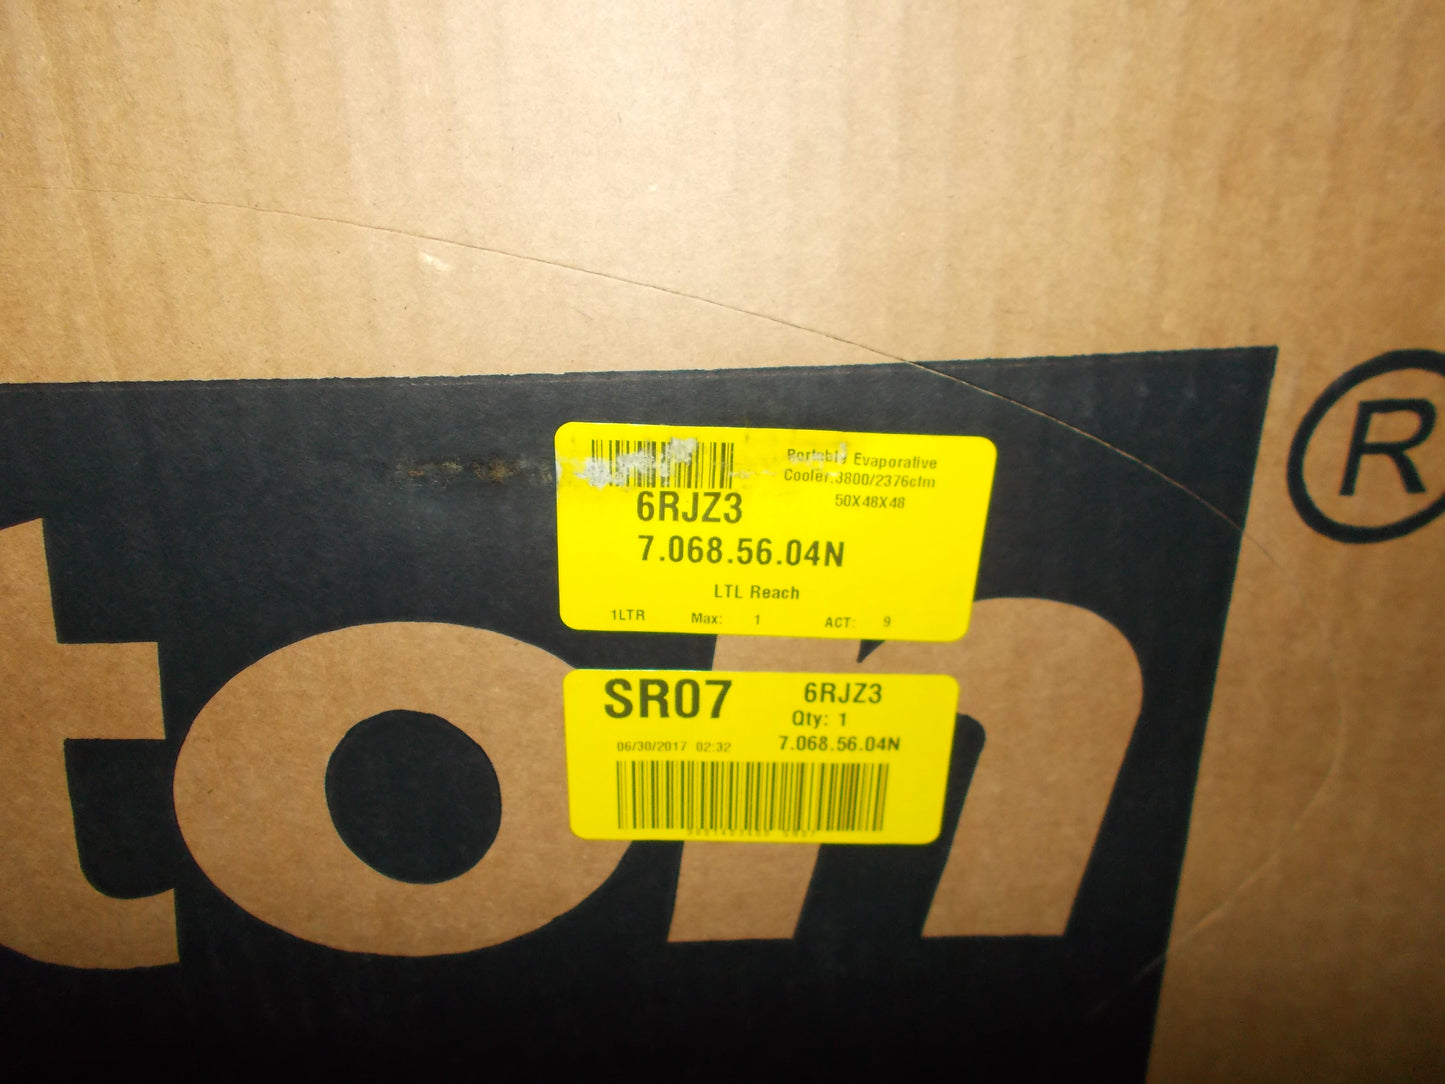 ton®
Portable Evaporative
Cooler.3800/2376cfm
50X48X48
6RJZ3
7.068.56.04N
LTL Reach
1LTR Max: 1 ACT: 9
SR07 6RJZ3
Qty: 1
06/30/2017 02:32 7.068.56.04N